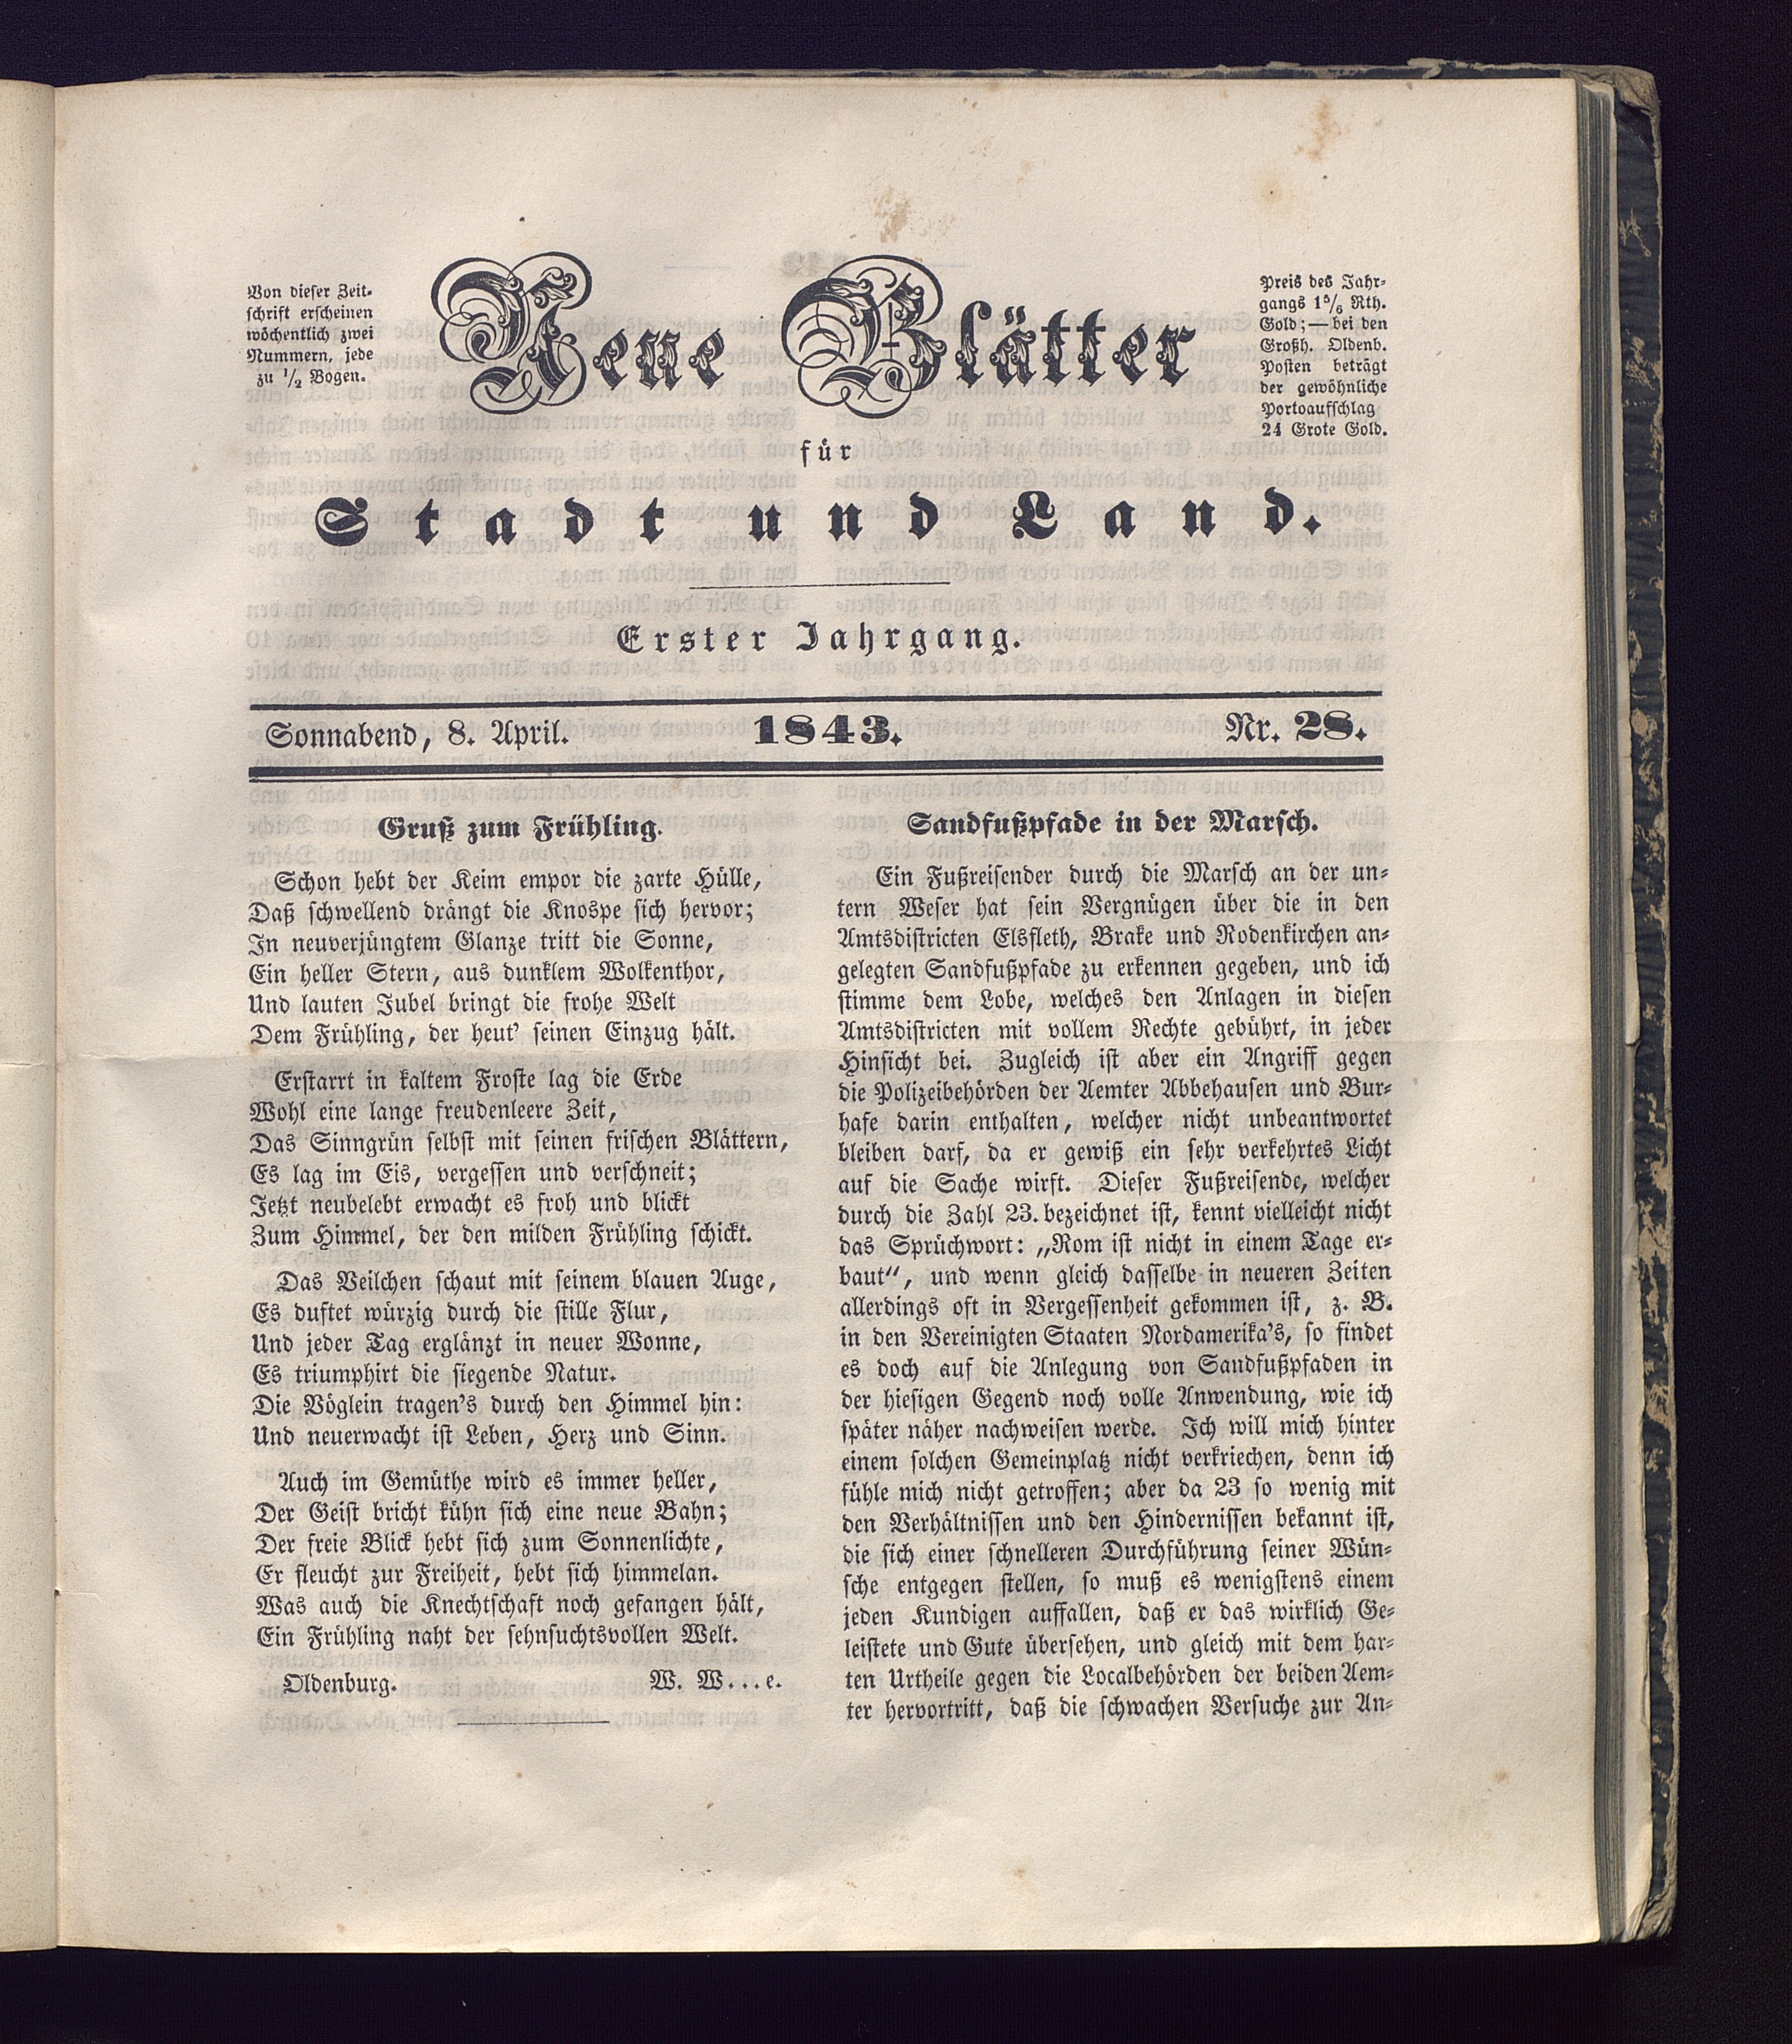 Von dieser Zeit-
schrift erscheinen
wöchentlich zwei
Nummern, jede
zu 1/2 Bogen.
Neue Blätter
für
Stadt und Land.
Preis des Jahr-
gangs 1 5/6 Rth.
Gold; — bei den
Großh. Oldenb.
Posten beträgt
der gewöhnliche
Portoaufschlag
24 Grote Gold.
Erster Jahrgang.
Sonnabend, 8. April. 1843. Nr. 28.
Gruß zum Frühling.
Schon hebt der Keim empor die zarte Hülle,
Daß schwellend drängt die Knospe sich hervor;
In neuverjüngtem Glanze tritt die Sonne,
Ein heller Stern, aus dunklem Wolkenthor,
Und lauten Jubel bringt die frohe Welt
Dem Frühling, der heut' seinen Einzug hält.
Erstarrt in kaltem Froste lag die Erde
Wohl eine lange freudenleere Zeit,
Das Sinngrün selbst mit seinen frischen Blättern,
Es lag im Eis, vergessen und verschneit;
Jetzt neubelebt erwacht es froh und blickt
Zum Himmel, der den milden Frühling schickt.
Das Veilchen schaut mit seinem blauen Auge,
Es duftet würzig durch die stille Flur,
Und jeder Tag erglänzt in neuer Wonne,
Es triumphirt die siegende Natur.
Die Vöglein tragen's durch den Himmel hin:
Und neuerwacht ist Leben, Herz und Sinn.
Auch im Gemüthe wird es immer heller,
Der Geist bricht kühn sich eine neue Bahn;
Der freie Blick hebt sich zum Sonnenlichte,
Er fleucht zur Freiheit, hebt sich himmelan.
Was auch die Knechtschaft noch gefangen hält,
Ein Frühling naht der sehnsuchtsvollen Welt.
Oldenburg. W. W...e.
Sandfußpfade in der Marsch.
Ein Fußreisender durch die Marsch an der un-
tern Weser hat sein Vergnügen über die in den
Amtsdistricten Elsfleth, Brake und Rodenkirchen an-
gelegten Sandfußpfade zu erkennen gegeben, und ich
stimme dem Lobe, welches den Anlagen in diesen
Amtsdistricten mit vollem Rechte gebührt, in jeder
Hinsicht bei. Zugleich ist aber ein Angriff gegen
die Polizeibehörden der Aemter Abbehausen und Bur-
hafe darin enthalten, welcher nicht unbeantwortet
bleiben darf, da er gewiß ein sehr verkehrtes Licht
auf die Sache wirft. Dieser Fußreisende, welcher
durch die Zahl 23. bezeichnet ist, kennt vielleicht nicht
das Sprüchwort: „Rom ist nicht in einem Tage er-
baut“, und wenn gleich dasselbe in neueren Zeiten
allerdings oft in Vergessenheit gekommen ist, z. B.
in den Vereinigten Staaten Nordamerika's, so findet
es doch auf die Anlegung von Sandfußpfaden in
der hiesigen Gegend noch volle Anwendung, wie ich
später näher nachweisen werde. Ich will mich hinter
einem solchen Gemeinplatz nicht verkriechen, denn ich
fühle mich nicht getroffen; aber da 23 so wenig mit
den Verhältnissen und den Hindernissen bekannt ist,
die sich einer schnelleren Durchführung seiner Wün-
sche entgegen stellen, so muß es wenigstens einem
jeden Kundigen auffallen, daß er das wirklich Ge-
leistete und Gute übersehen, und gleich mit dem har-
ten Urtheile gegen die Localbehörden der beiden Aem-
ter hervortritt, daß die schwachen Versuche zur An-